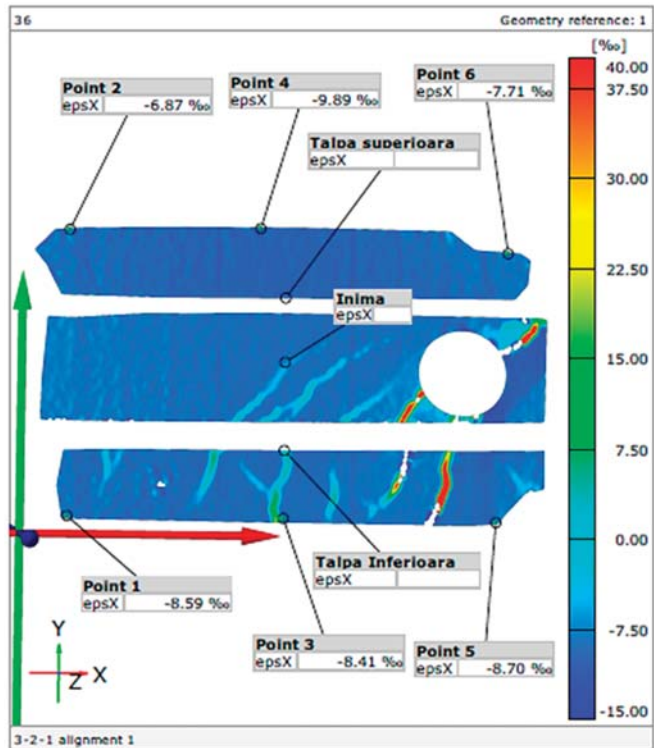 36
Geometry reference: 1
[‰]
Point 2
epsX -6.87 ‰
Point 4
epsX -9.89 ‰
Point 6
epsX -7.71 ‰
Talpa superioara
epsX
Inima
epsX
Talpa Inferioara
epsX
Point 1
epsX -8.59 ‰
Point 3
epsX -8.41 ‰
Point 5
epsX -8.70 ‰
40.00
37.50
30.00
22.50
15.00
7.50
0.00
-7.50
-15.00
Y
Z X
3-2-1 alignment 1